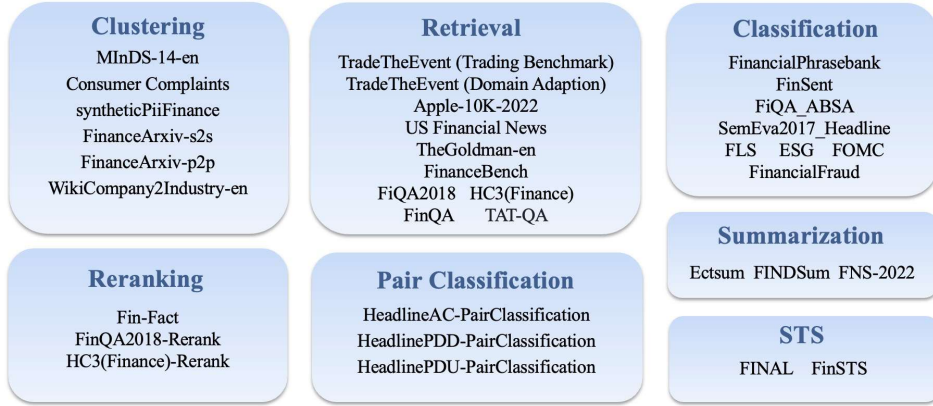 Clustering
MInDS-14-en
Consumer Complaints
syntheticPiiFinance
FinanceArxiv-s2s
FinanceArxiv-p2p
WikiCompany2Industry-en
Retrieval
TradeTheEvent (Trading Benchmark)
TradeTheEvent (Domain Adaption)
Apple-10K-2022
US Financial News
TheGoldman-en
FinanceBench
FiQA2018 HC3(Finance)
FinQA TAT-QA
Classification
FinancialPhrasebank
FinSent
FiQA_ABSA
SemEva2017_Headline
FLS ESG FOMC
FinancialFraud
Reranking
Fin-Fact
FinQA2018-Rerank
HC3(Finance)-Rerank
Pair Classification
HeadlineAC-PairClassification
HeadlinePDD-PairClassification
HeadlinePDU-PairClassification
Summarization
Ectsum FINDSum FNS-2022
STS
FINAL FinSTS